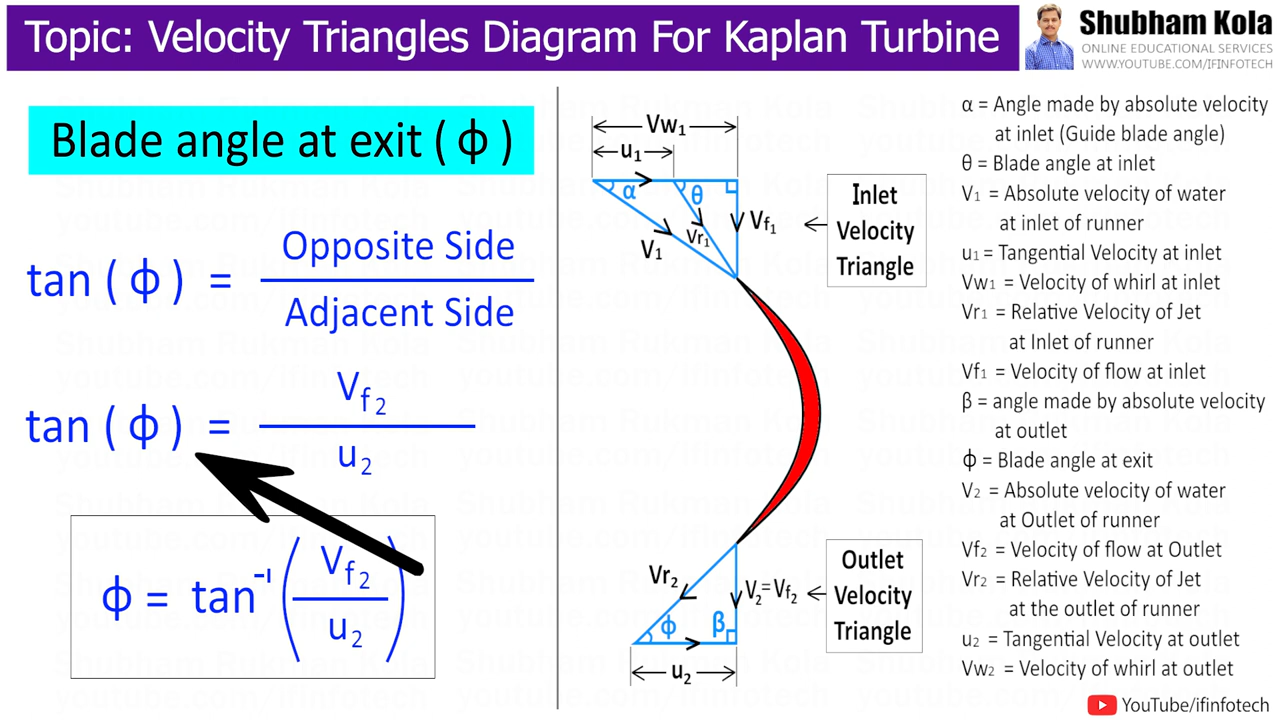 Topic: Velocity Triangles Diagram For Kaplan Turbine
Shubham Kola
ONLINE EDUCATIONAL SERVICES
WWW.YOUTUBE.COM/IFINFOTECH
Blade angle at exit ( ϕ )
tan ( ϕ ) = Opposite Side / Adjacent Side
tan ( ϕ ) = Vf2 / u2
ϕ = tan⁻¹ ( Vf2 / u2 )
Vw1
u1
α
θ
V1
Vr1
Vf1
Inlet
Velocity
Triangle
Vr2
V2=Vf2
ϕ
β
u2
Outlet
Velocity
Triangle
α = Angle made by absolute velocity
at inlet (Guide blade angle)
θ = Blade angle at inlet
V1 = Absolute velocity of water
at inlet of runner
u1 = Tangential Velocity at inlet
Vw1 = Velocity of whirl at inlet
Vr1 = Relative Velocity of Jet
at Inlet of runner
Vf1 = Velocity of flow at inlet
β = angle made by absolute velocity
at outlet
ϕ = Blade angle at exit
V2 = Absolute velocity of water
at Outlet of runner
Vf2 = Velocity of flow at Outlet
Vr2 = Relative Velocity of Jet
at the outlet of runner
u2 = Tangential Velocity at outlet
Vw2 = Velocity of whirl at outlet
YouTube/ifinfotech